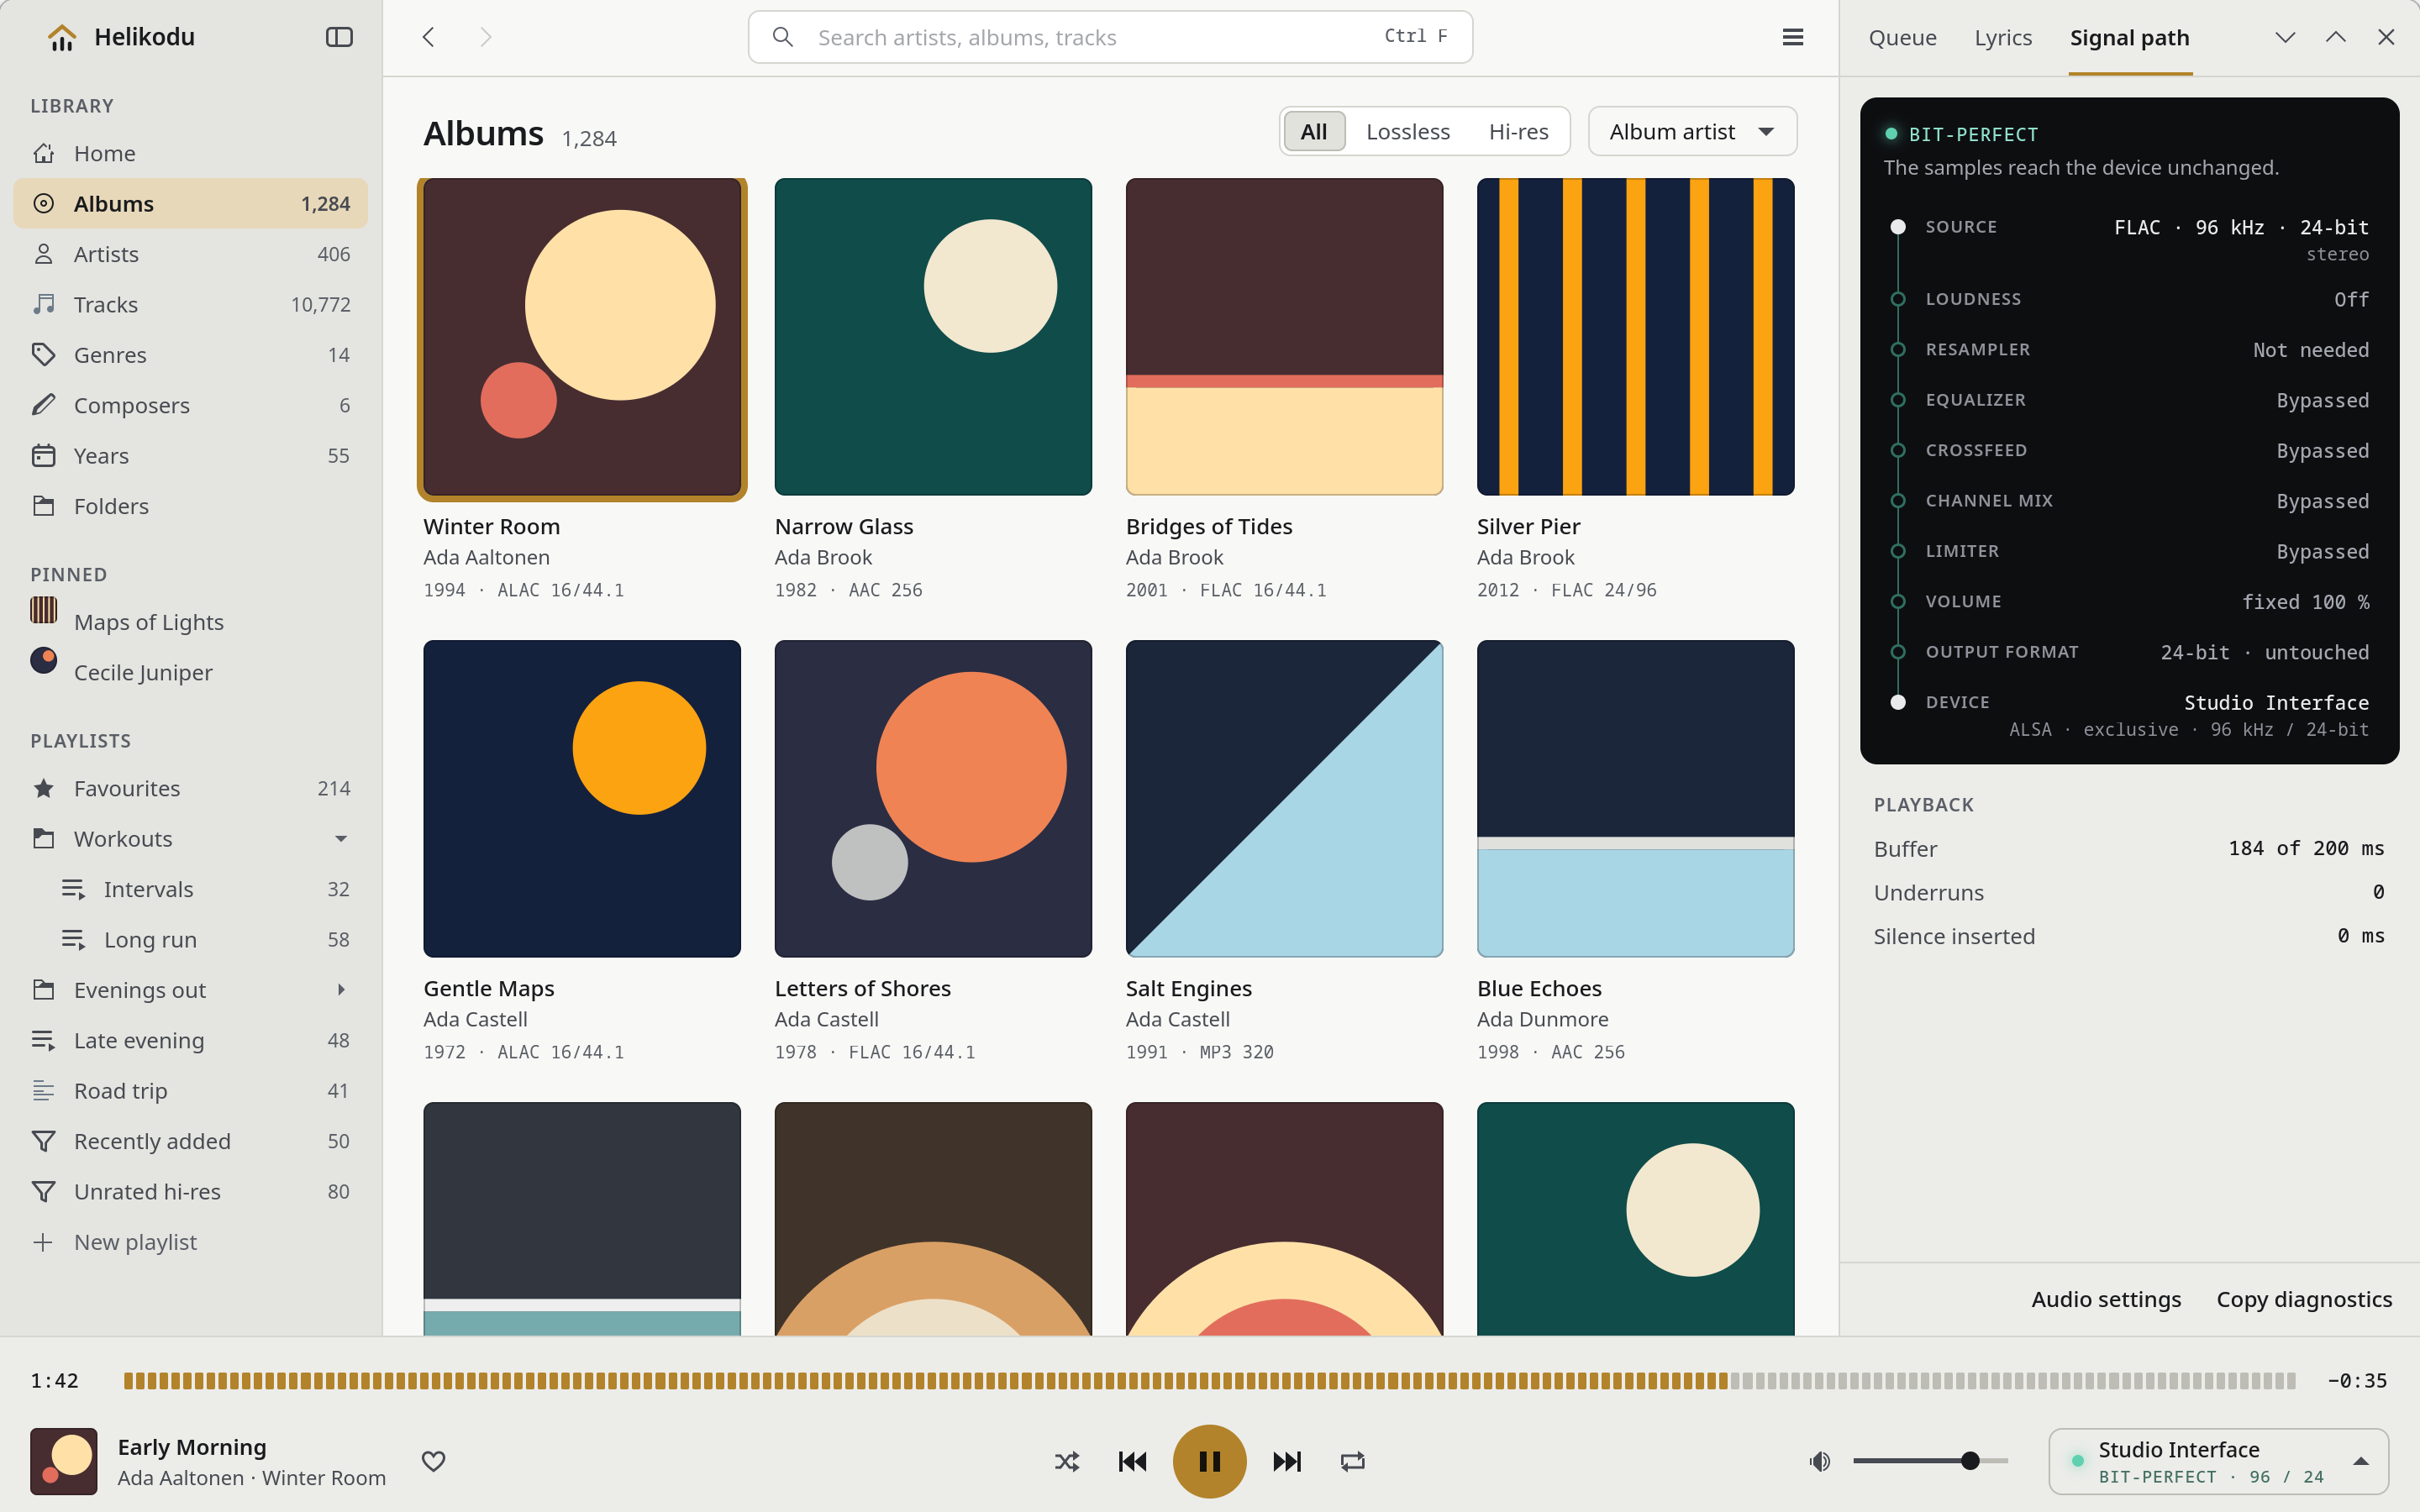 Helikodu
LIBRARY
Home
Albums 1,284
Artists 406
Tracks 10,772
Genres 14
Composers 6
Years 55
Folders
PINNED
Maps of Lights
Cecile Juniper
PLAYLISTS
Favourites 214
Workouts
Intervals 32
Long run 58
Evenings out
Late evening 48
Road trip 41
Recently added 50
Unrated hi-res 80
New playlist
Search artists, albums, tracks Ctrl F
Albums 1,284
All Lossless Hi-res Album artist
Winter Room
Ada Aaltonen
1994 · ALAC 16/44.1
Narrow Glass
Ada Brook
1982 · AAC 256
Bridges of Tides
Ada Brook
2001 · FLAC 16/44.1
Silver Pier
Ada Brook
2012 · FLAC 24/96
Gentle Maps
Ada Castell
1972 · ALAC 16/44.1
Letters of Shores
Ada Castell
1978 · FLAC 16/44.1
Salt Engines
Ada Castell
1991 · MP3 320
Blue Echoes
Ada Dunmore
1998 · AAC 256
Queue Lyrics Signal path
BIT-PERFECT
The samples reach the device unchanged.
SOURCE FLAC · 96 kHz · 24-bit
stereo
LOUDNESS Off
RESAMPLER Not needed
EQUALIZER Bypassed
CROSSFEED Bypassed
CHANNEL MIX Bypassed
LIMITER Bypassed
VOLUME fixed 100 %
OUTPUT FORMAT 24-bit · untouched
DEVICE Studio Interface
ALSA · exclusive · 96 kHz / 24-bit
PLAYBACK
Buffer 184 of 200 ms
Underruns 0
Silence inserted 0 ms
Audio settings Copy diagnostics
1:42 −0:35
Early Morning
Ada Aaltonen · Winter Room
Studio Interface
BIT-PERFECT · 96 / 24